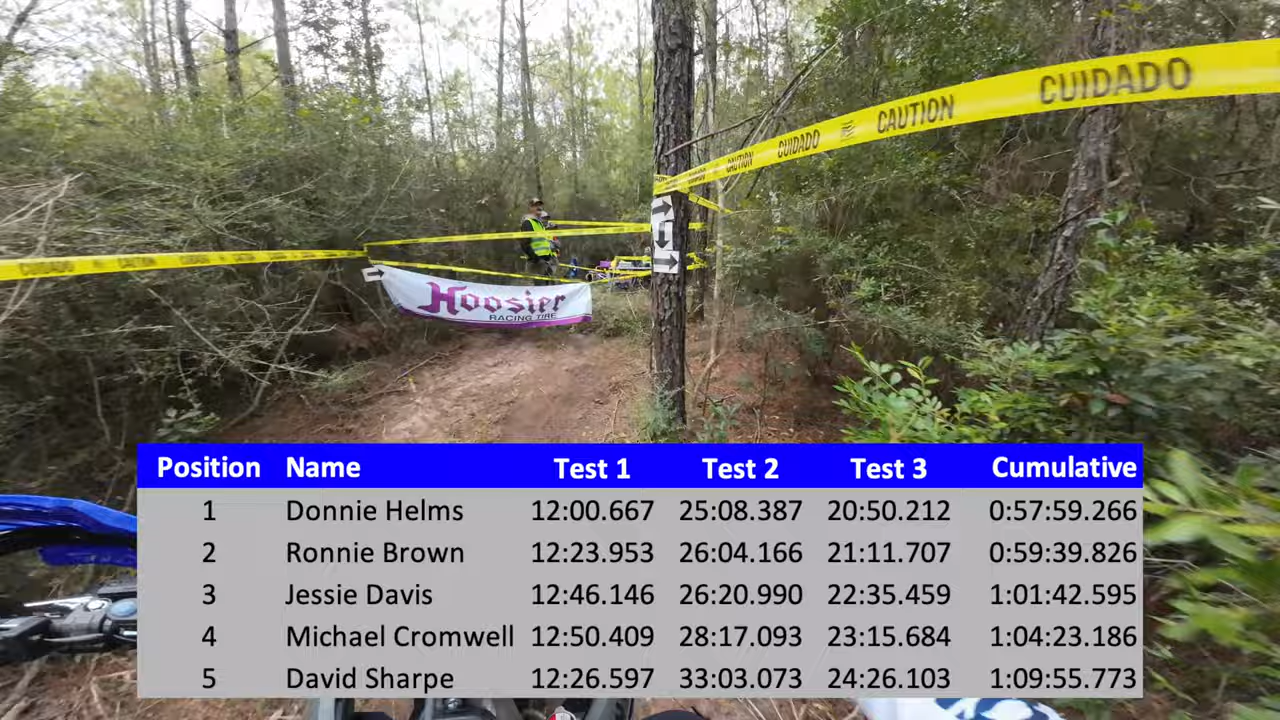 CUIDADO
CAUTION
CUIDADO
CAUTION
CUIDADO
Hoosier
RACING TIRE
Position Name Test 1 Test 2 Test 3 Cumulative
1 Donnie Helms 12:00.667 25:08.387 20:50.212 0:57:59.266
2 Ronnie Brown 12:23.953 26:04.166 21:11.707 0:59:39.826
3 Jessie Davis 12:46.146 26:20.990 22:35.459 1:01:42.595
4 Michael Cromwell 12:50.409 28:17.093 23:15.684 1:04:23.186
5 David Sharpe 12:26.597 33:03.073 24:26.103 1:09:55.773